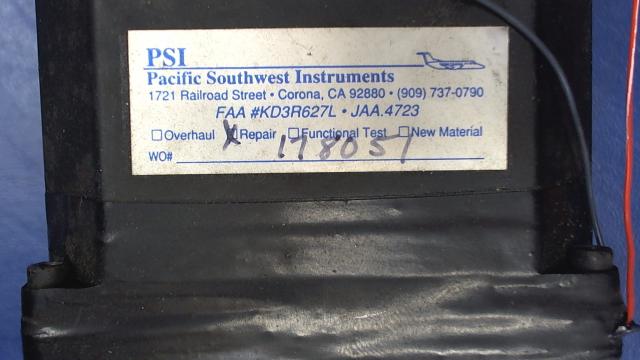 PSI
Pacific Southwest Instruments
1721 Railroad Street • Corona, CA 92880 • (909) 737-0790
FAA #KD3R627L • JAA.4723
☐Overhaul ☒Repair ☐Functional Test ☐New Material
WO# 178051